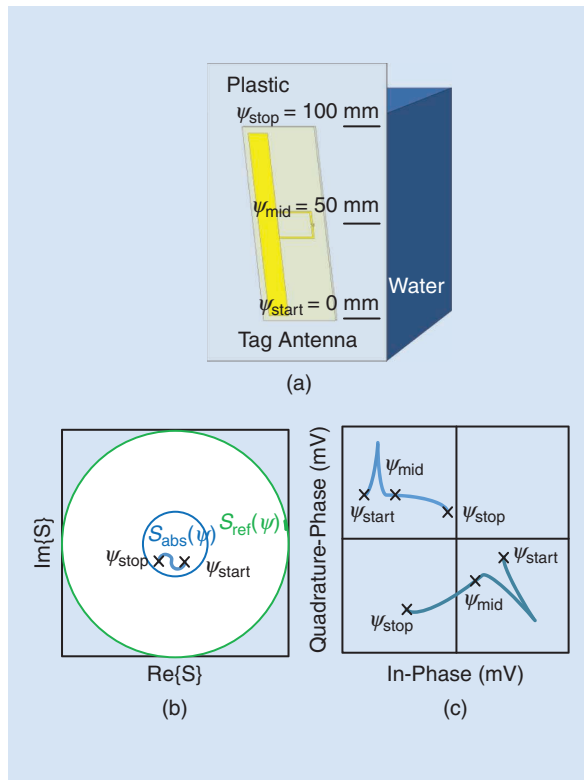 Plastic
ψstop = 100 mm
ψmid = 50 mm
ψstart = 0 mm
Water
Tag Antenna
(a)
Im{S}
Sref(ψ)
Sabs(ψ)
ψstop
ψstart
Re{S}
(b)
Quadrature-Phase (mV)
ψmid
ψstart
ψstop
ψstart
ψmid
ψstop
In-Phase (mV)
(c)